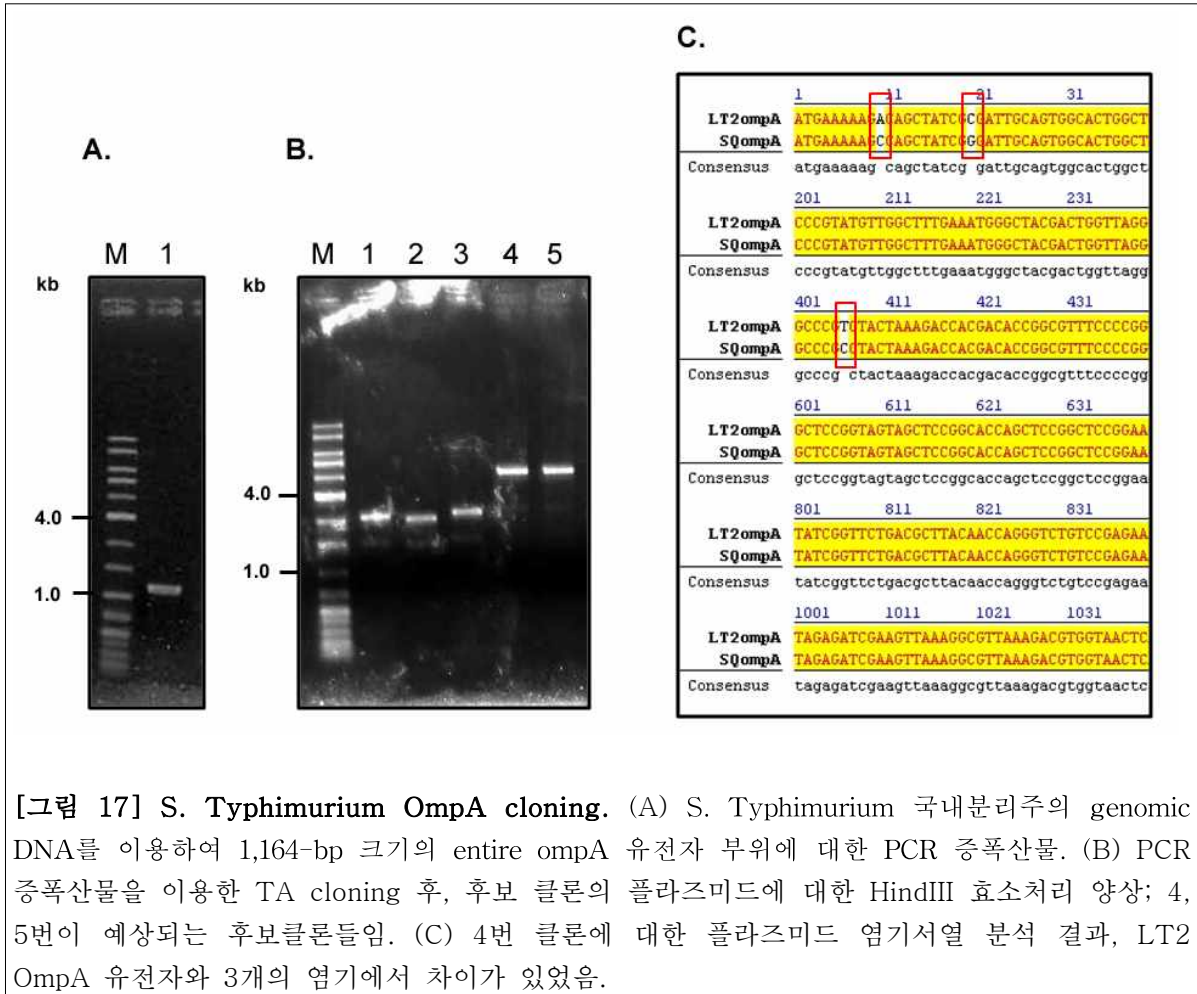 A.
M 1
kb
4.0
1.0
B.
M 1 2 3 4 5
kb
4.0
1.0
C.
1 11 21 31
LT2ompA ATGAAAAAGACAGCTATCGCGATTGCAGTGGCACTGGCT
SQompA ATGAAAAAGCCAGCTATCGGGATTGCAGTGGCACTGGCT
Consensus atgaaaaag cagctatcg gattgcagtggcactggct
201 211 221 231
LT2ompA CCCGTATGTTGGCTTTGAAATGGGCTACGACTGGTTAGG
SQompA CCCGTATGTTGGCTTTGAAATGGGCTACGACTGGTTAGG
Consensus cccgtatgttggctttgaaatgggctacgactggttagg
401 411 421 431
LT2ompA GCCCGTCTACTAAAGACCACGACACCGGCGTTTCCCCGG
SQompA GCCCGCCTACTAAAGACCACGACACCGGCGTTTCCCCGG
Consensus gcccg ctactaaagaccacgacaccggcgtttccccgg
601 611 621 631
LT2ompA GCTCCGGTAGTAGCTCCGGCACCAGCTCCGGCTCCGGAA
SQompA GCTCCGGTAGTAGCTCCGGCACCAGCTCCGGCTCCGGAA
Consensus gctccggtagtagctccggcaccagctccggctccggaa
801 811 821 831
LT2ompA TATCGGTTCTGACGCTTACAACCAGGGTCTGTCCGAGAA
SQompA TATCGGTTCTGACGCTTACAACCAGGGTCTGTCCGAGAA
Consensus tatcggttctgacgcttacaaccagggtctgtccgagaa
1001 1011 1021 1031
LT2ompA TAGAGATCGAAGTTAAAGGCGTTAAAGACGTGGTAACTC
SQompA TAGAGATCGAAGTTAAAGGCGTTAAAGACGTGGTAACTC
Consensus tagagatcgaagttaaaggcgttaaagacgtggtaactc
[그림 17] S. Typhimurium OmpA cloning. (A) S. Typhimurium 국내분리주의 genomic
DNA를 이용하여 1,164-bp 크기의 entire ompA 유전자 부위에 대한 PCR 증폭산물. (B) PCR
증폭산물을 이용한 TA cloning 후, 후보 클론의 플라즈미드에 대한 HindIII 효소처리 양상; 4,
5번이 예상되는 후보클론들임. (C) 4번 클론에 대한 플라즈미드 염기서열 분석 결과, LT2
OmpA 유전자와 3개의 염기에서 차이가 있었음.